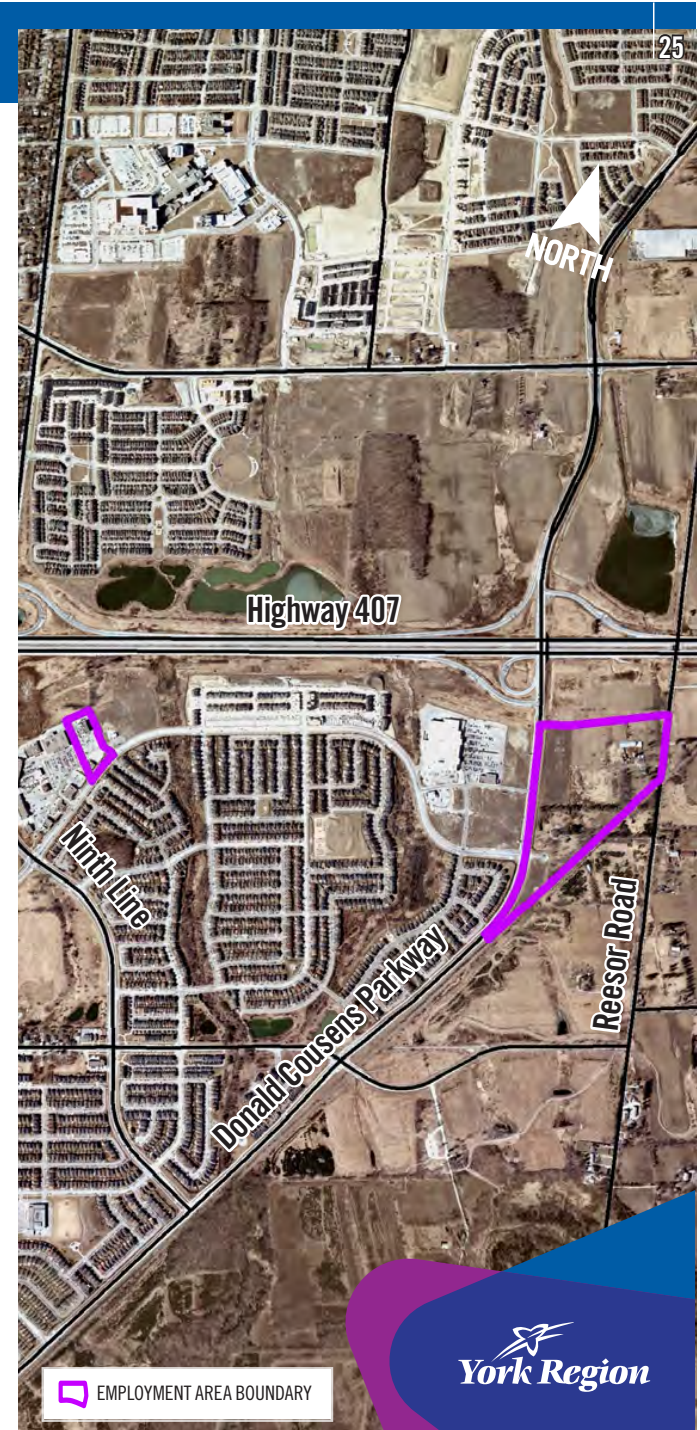 25
NORTH
Highway 407
Ninth Line
Donald Cousens Parkway
Reesor Road
EMPLOYMENT AREA BOUNDARY
York Region